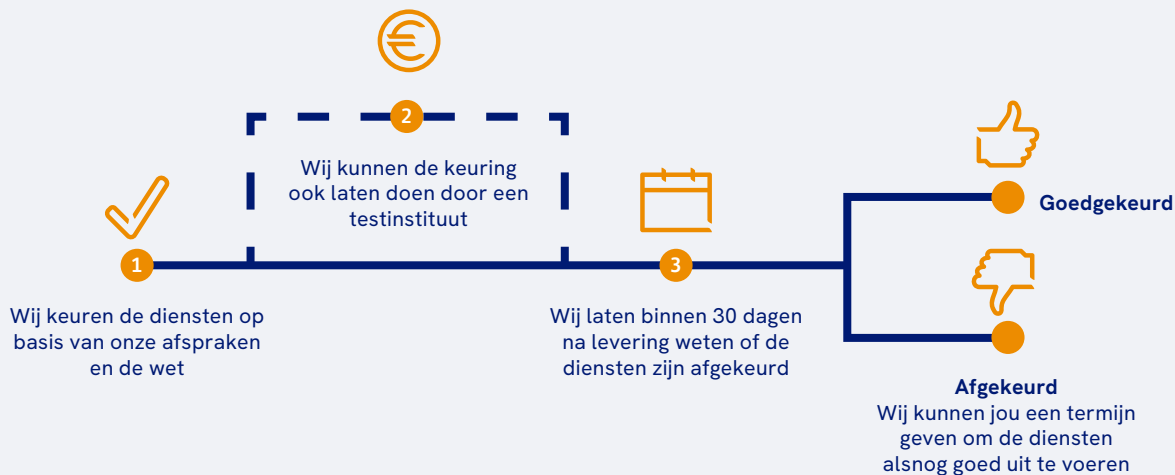 2
Wij kunnen de keuring
ook laten doen door een
testinstituut
1
Wij keuren de diensten op
basis van onze afspraken
en de wet
3
Wij laten binnen 30 dagen
na levering weten of de
diensten zijn afgekeurd
Goedgekeurd
Afgekeurd
Wij kunnen jou een termijn
geven om de diensten
alsnog goed uit te voeren